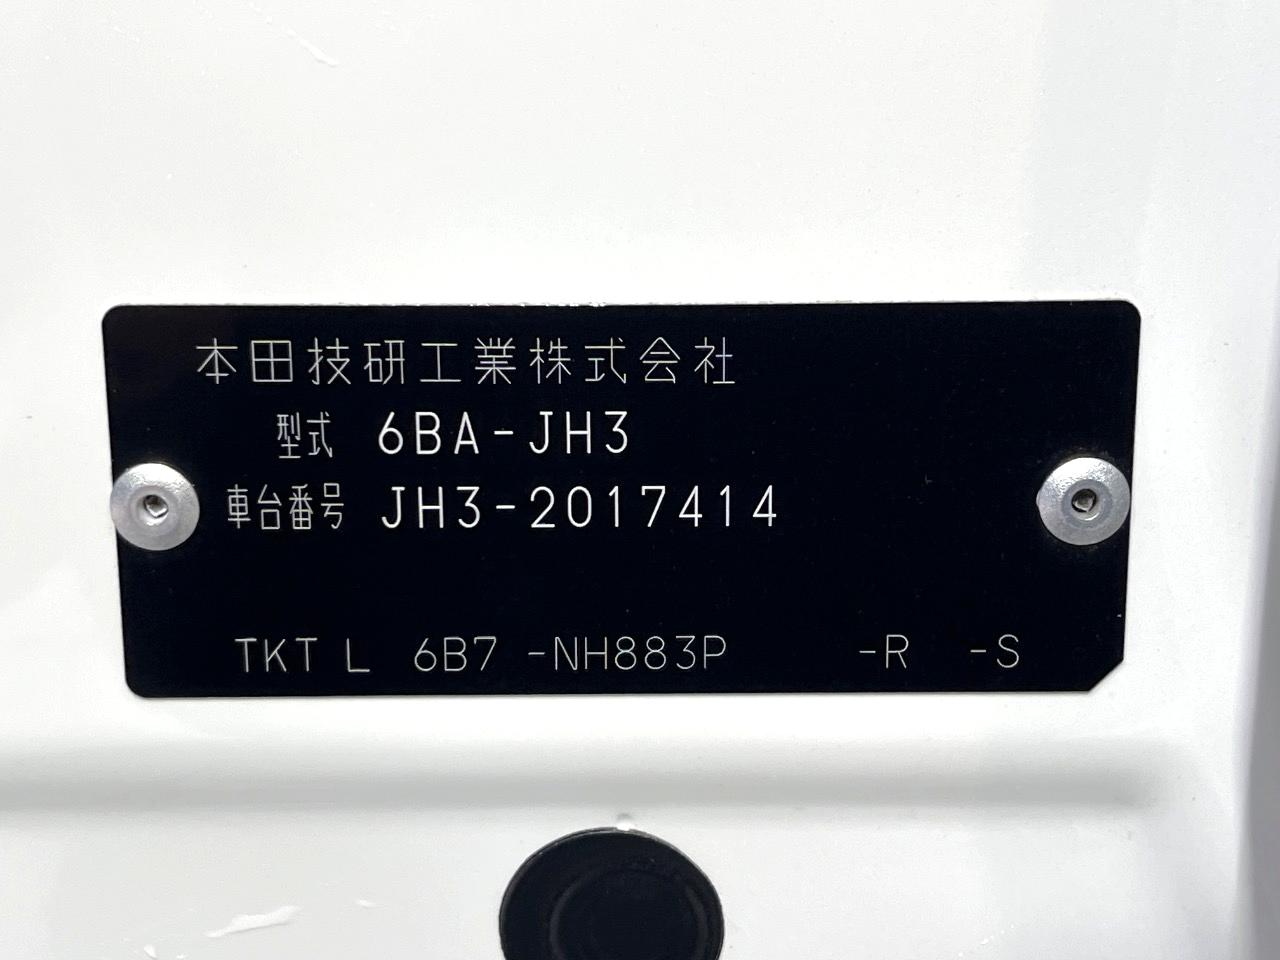 本田技研工業株式会社
型式 6BA-JH3
車台番号 JH3-2017414
TKT L 6B7 -NH883P -R -S